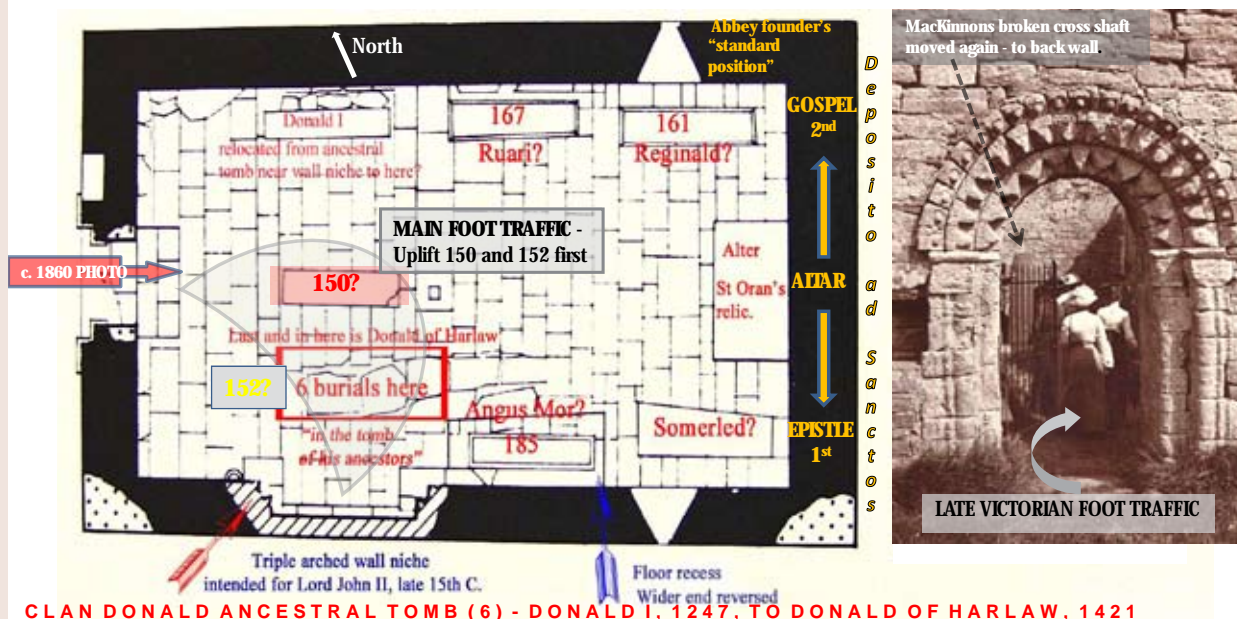 North
Abbey founder's
“standard
position”
Donald I
relocated from ancestral
tomb near wall niche to here?
167
Ruari?
161
Reginald?
GOSPEL
2nd
MAIN FOOT TRAFFIC -
Uplift 150 and 152 first
c. 1860 PHOTO
150?
Alter
St Oran's
relic.
ALTAR
Last and in here is Donald of Harlaw
152?
6 burials here
“in the tomb
of his ancestors”
Angus Mor?
185
Somerled?
EPISTLE
1st
Deposito ad Sanctos
Triple arched wall niche
intended for Lord John II, late 15th C.
Floor recess
Wider end reversed
MacKinnons broken cross shaft
moved again - to back wall.
LATE VICTORIAN FOOT TRAFFIC
CLAN DONALD ANCESTRAL TOMB (6) - DONALD I, 1247, TO DONALD OF HARLAW, 1421